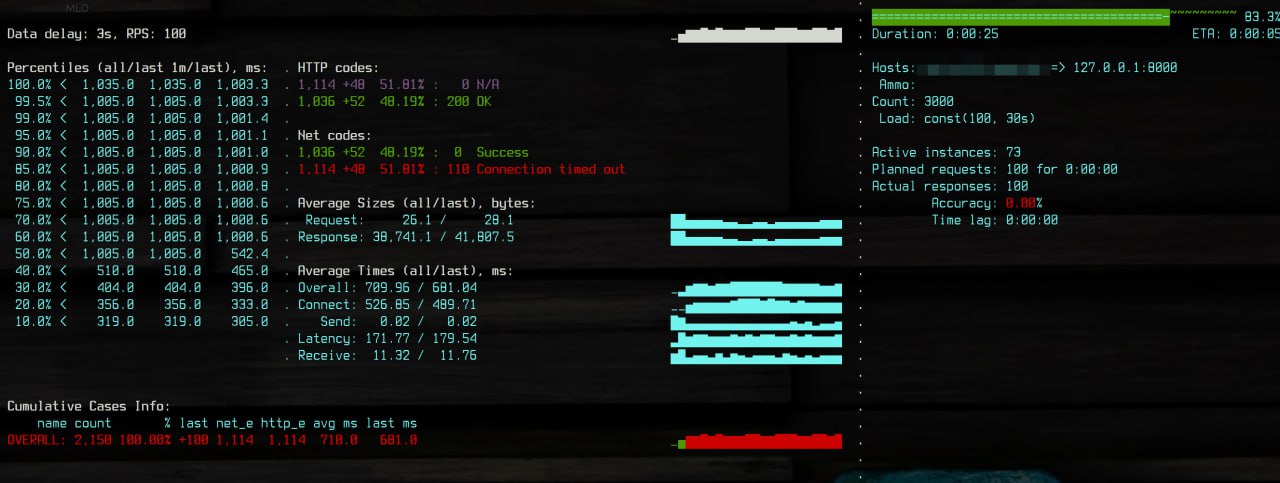 MLO
Data delay: 3s, RPS: 100
Percentiles (all/last 1m/last), ms:
100.0% < 1,035.0 1,035.0 1,003.3
99.5% < 1,005.0 1,005.0 1,003.3
99.0% < 1,005.0 1,005.0 1,001.4
95.0% < 1,005.0 1,005.0 1,001.1
90.0% < 1,005.0 1,005.0 1,001.0
85.0% < 1,005.0 1,005.0 1,000.9
80.0% < 1,005.0 1,005.0 1,000.8
75.0% < 1,005.0 1,005.0 1,000.6
70.0% < 1,005.0 1,005.0 1,000.6
60.0% < 1,005.0 1,005.0 1,000.6
50.0% < 1,005.0 1,005.0 542.4
40.0% < 510.0 510.0 465.0
30.0% < 404.0 404.0 396.0
20.0% < 356.0 356.0 333.0
10.0% < 319.0 319.0 305.0
. HTTP codes:
. 1,114 +48 51.81% : 0 N/A
. 1,036 +52 48.19% : 200 OK
.
. Net codes:
. 1,036 +52 48.19% : 0 Success
. 1,114 +48 51.81% : 110 Connection timed out
.
. Average Sizes (all/last), bytes:
. Request: 26.1 / 28.1
. Response: 38,741.1 / 41,807.5
.
. Average Times (all/last), ms:
. Overall: 709.96 / 681.04
. Connect: 526.85 / 489.71
. Send: 0.02 / 0.02
. Latency: 171.77 / 179.54
. Receive: 11.32 / 11.76
Cumulative Cases Info:
name count % last net_e http_e avg ms last ms
OVERALL: 2,150 100.00% +100 1,114 1,114 710.0 681.0
83.3%
Duration: 0:00:25 ETA: 0:00:05
Hosts: => 127.0.0.1:8000
Ammo:
Count: 3000
Load: const(100, 30s)
Active instances: 73
Planned requests: 100 for 0:00:00
Actual responses: 100
Accuracy: 0.00%
Time lag: 0:00:00